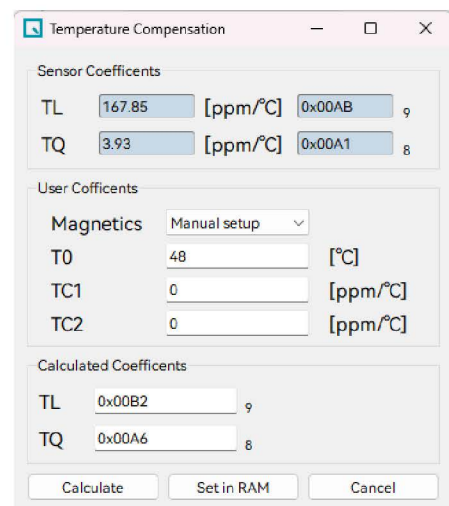 Temperature Compensation
Sensor Coefficents
TL 167.85 [ppm/°C] 0x00AB 9
TQ 3.93 [ppm/°C] 0x00A1 8
User Cofficents
Magnetics Manual setup
T0 48 [°C]
TC1 0 [ppm/°C]
TC2 0 [ppm/°C]
Calculated Coefficents
TL 0x00B2 9
TQ 0x00A6 8
Calculate Set in RAM Cancel